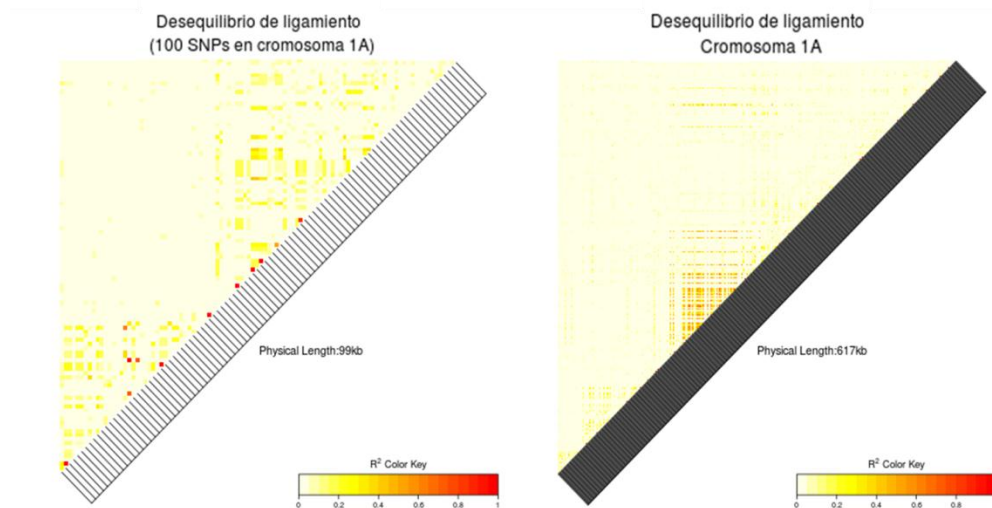 Desequilibrio de ligamiento
(100 SNPs en cromosoma 1A)
Physical Length:99kb
R² Color Key
0 0.2 0.4 0.6 0.8 1
Desequilibrio de ligamiento
Cromosoma 1A
Physical Length:617kb
R² Color Key
0 0.2 0.4 0.6 0.8